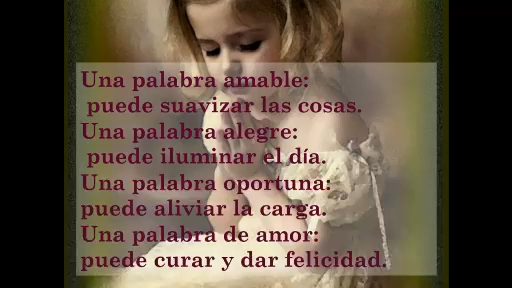 Una palabra amable:
puede suavizar las cosas.
Una palabra alegre:
puede iluminar el día.
Una palabra oportuna:
puede aliviar la carga.
Una palabra de amor:
puede curar y dar felicidad.